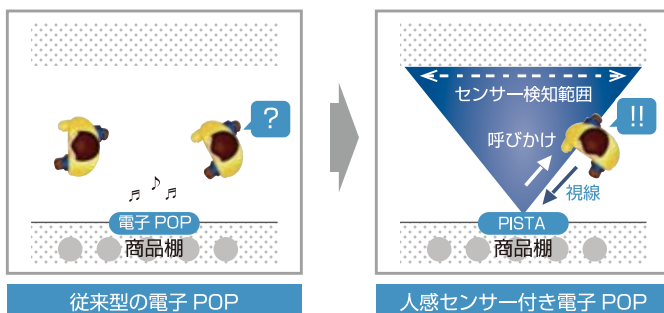 ?
電子 POP
商品棚
従来型の電子 POP
センサー検知範囲
呼びかけ
!!
視線
PISTA
商品棚
人感センサー付き電子 POP